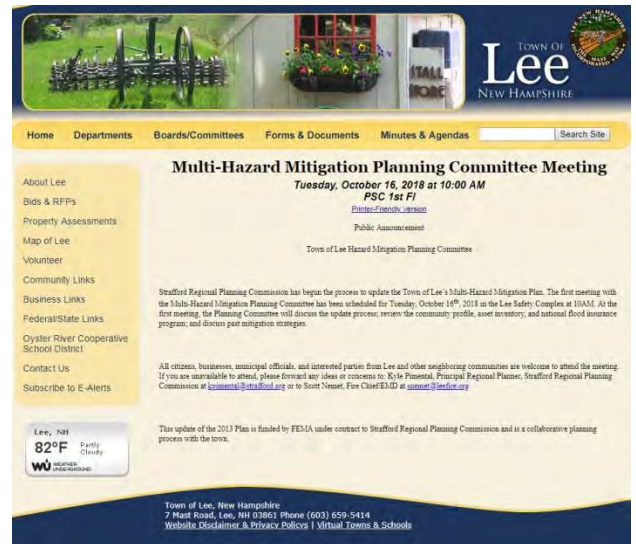 STALL
STORE
TOWN OF
Lee
NEW HAMPSHIRE
Home Departments Boards/Committees Forms & Documents Minutes & Agendas Search Site
About Lee
Bids & RFPs
Property Assessments
Map of Lee
Volunteer
Community Links
Business Links
Federal/State Links
Oyster River Cooperative
School District
Contact Us
Subscribe to E-Alerts
Lee, NH
82°F Partly
Cloudy
WEATHER
UNDERGROUND
Multi-Hazard Mitigation Planning Committee Meeting
Tuesday, October 16, 2018 at 10:00 AM
PSC 1st Fl
Printer-Friendly Version
Public Announcement
Town of Lee Hazard Mitigation Planning Committee
Strafford Regional Planning Commission has begun the process to update the Town of Lee's Multi-Hazard Mitigation Plan. The first meeting with
the Muls-Hazard Mitigation Planning Committee has been scheduled for Tuesday, October 16th, 2018 in the Lee Safety Complex at 10AM. At the
first meeting, the Planning Committee will discuss the update process; review the community profile, asset inventory, and national flood insurance
program; and discuss past mitigation strategies.
All citizens, businesses, municipal officials, and interested parties from Lee and other neighboring communities are welcome to attend the meeting.
If you are unavailable to attend, please forward any ideas or concerns to: Kyle Pimental, Principal Regional Planner, Strafford Regional Planning
Commission at kpimental@strafford.org or to Scott Nemet, Fire Chief/EMD at snemet@leefire.org
This update of the 2013 Plan is funded by FEMA under contract to Strafford Regional Planning Commission and is a collaborative planning
process with the town.
Town of Lee, New Hampshire
7 Mast Road, Lee, NH 03861 Phone (603) 659-5414
Website Disclaimer & Privacy Policys | Virtual Towns & Schools